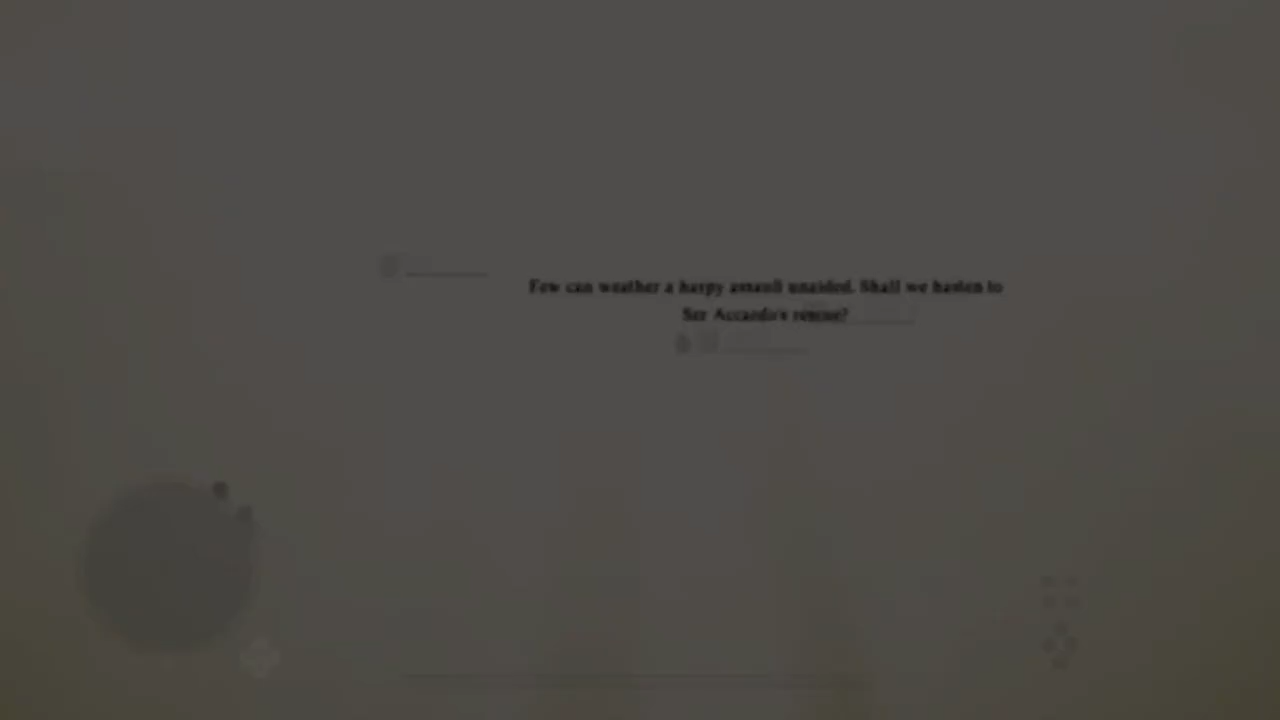 Few can weather a harpy assault unaided. Shall we hasten to
Ser Accardo's rescue?